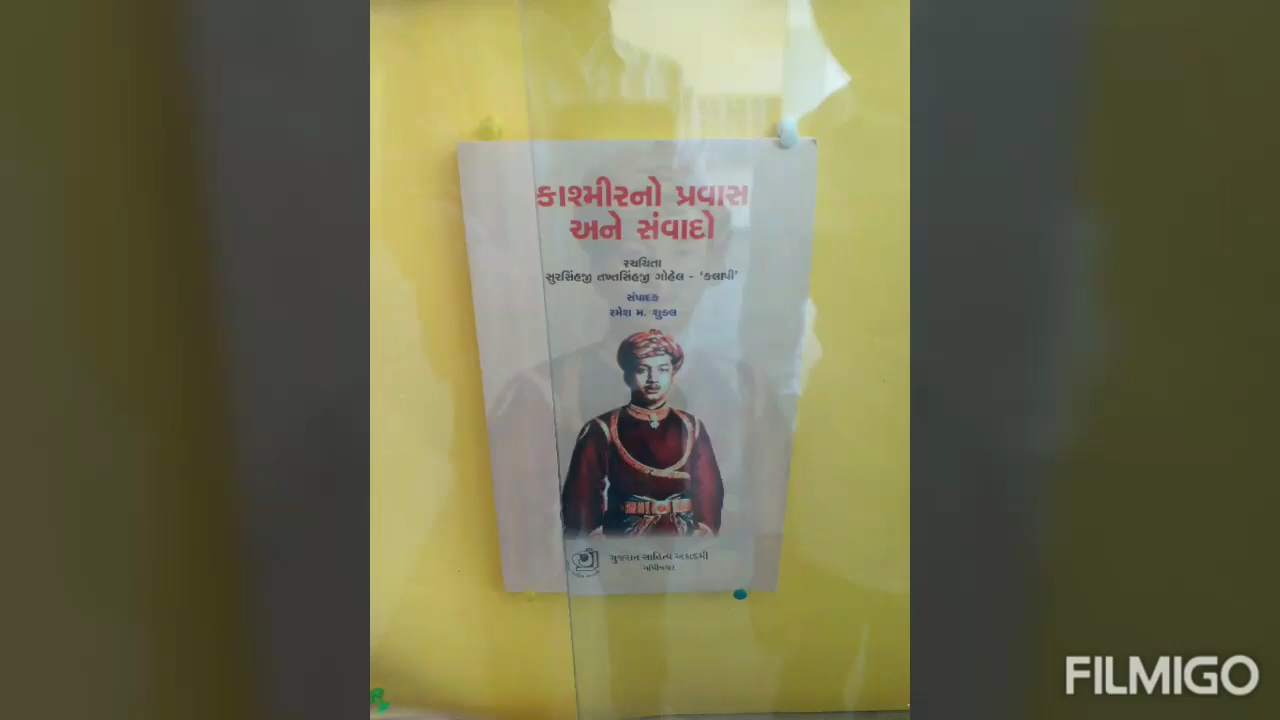 કાશ્મીરનો પ્રવાસ
અને સંવાદો
રચયિતા
સુરસિંહજી તખ્તસિંહજી ગોહેલ - ‘કલાપી’
સંપાદક
રમેશ મ. શુક્લ
ગુજરાત સાહિત્ય અકાદમી
ગાંધીનગર
FILMIGO